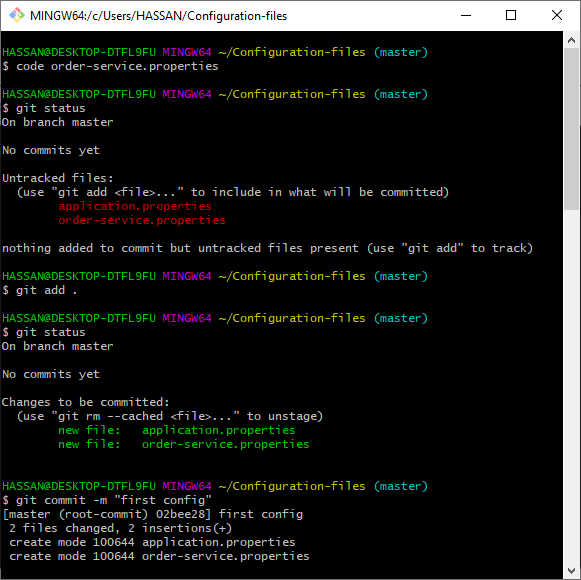 MINGW64:/c/Users/HASSAN/Configuration-files
HASSAN@DESKTOP-DTFL9FU MINGW64 ~/Configuration-files (master)
$ code order-service.properties
HASSAN@DESKTOP-DTFL9FU MINGW64 ~/Configuration-files (master)
$ git status
On branch master
No commits yet
Untracked files:
  (use "git add <file>..." to include in what will be committed)
        application.properties
        order-service.properties
nothing added to commit but untracked files present (use "git add" to track)
HASSAN@DESKTOP-DTFL9FU MINGW64 ~/Configuration-files (master)
$ git add .
HASSAN@DESKTOP-DTFL9FU MINGW64 ~/Configuration-files (master)
$ git status
On branch master
No commits yet
Changes to be committed:
  (use "git rm --cached <file>..." to unstage)
        new file:   application.properties
        new file:   order-service.properties
HASSAN@DESKTOP-DTFL9FU MINGW64 ~/Configuration-files (master)
$ git commit -m "first config"
[master (root-commit) 02bee28] first config
 2 files changed, 2 insertions(+)
 create mode 100644 application.properties
 create mode 100644 order-service.properties